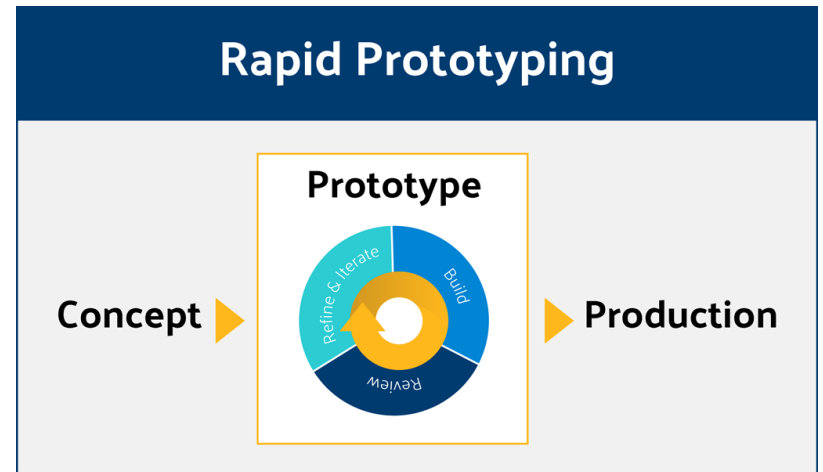 Rapid Prototyping
Concept
Prototype
Build
Review
Refine & Iterate
Production